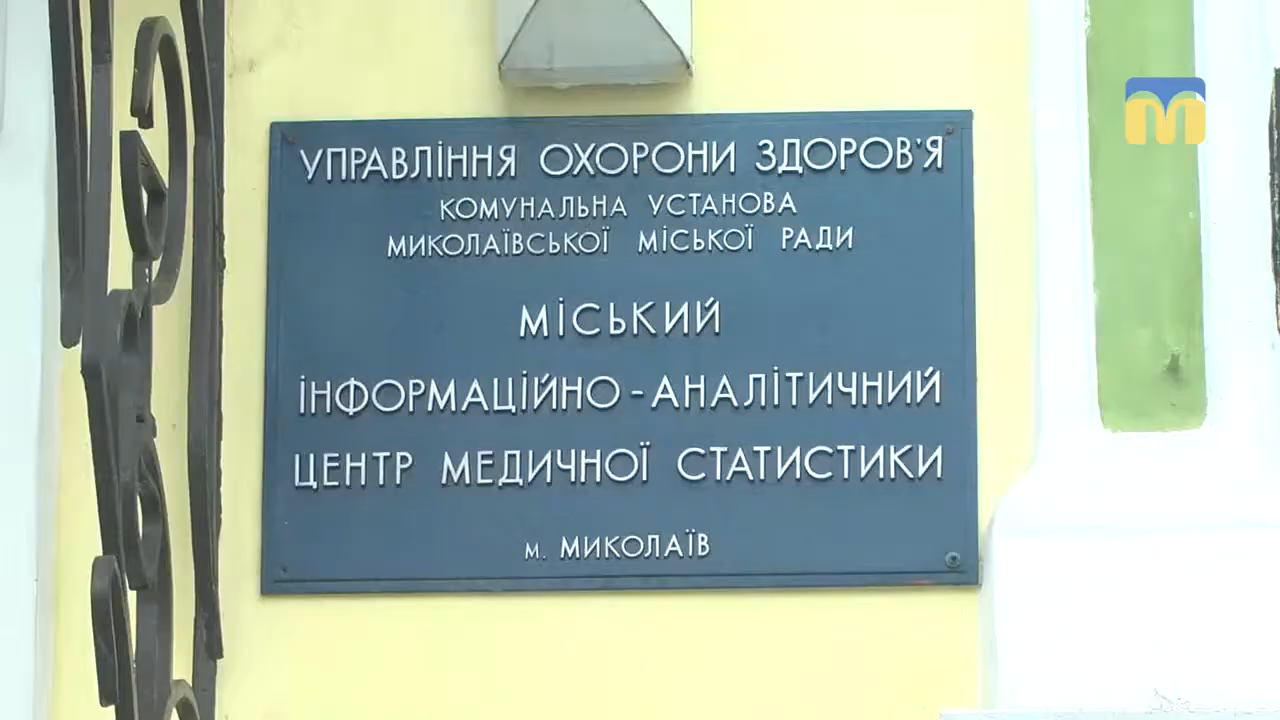 УПРАВЛІННЯ ОХОРОНИ ЗДОРОВ'Я
КОМУНАЛЬНА УСТАНОВА
МИКОЛАЇВСЬКОЇ МІСЬКОЇ РАДИ
МІСЬКИЙ
ІНФОРМАЦІЙНО-АНАЛІТИЧНИЙ
ЦЕНТР МЕДИЧНОЇ СТАТИСТИКИ
м. МИКОЛАЇВ